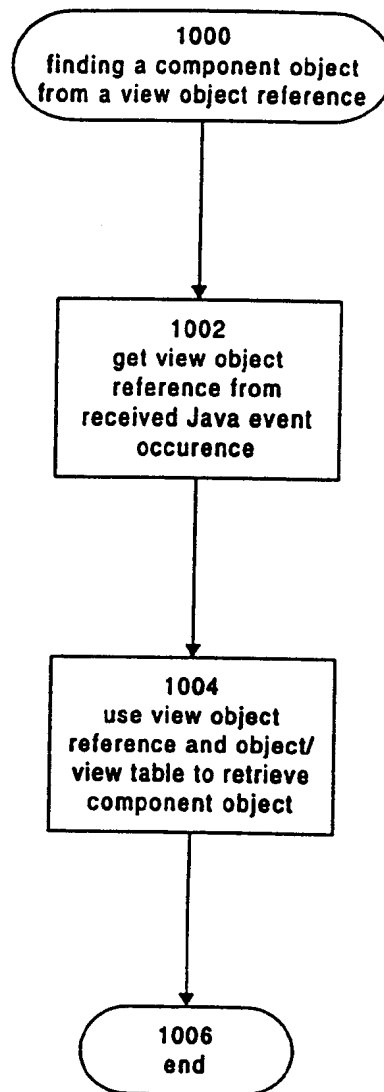 1000
finding a component object
from a view object reference
1002
get view object
reference from
received Java event
occurence
1004
use view object
reference and object/
view table to retrieve
component object
1006
end